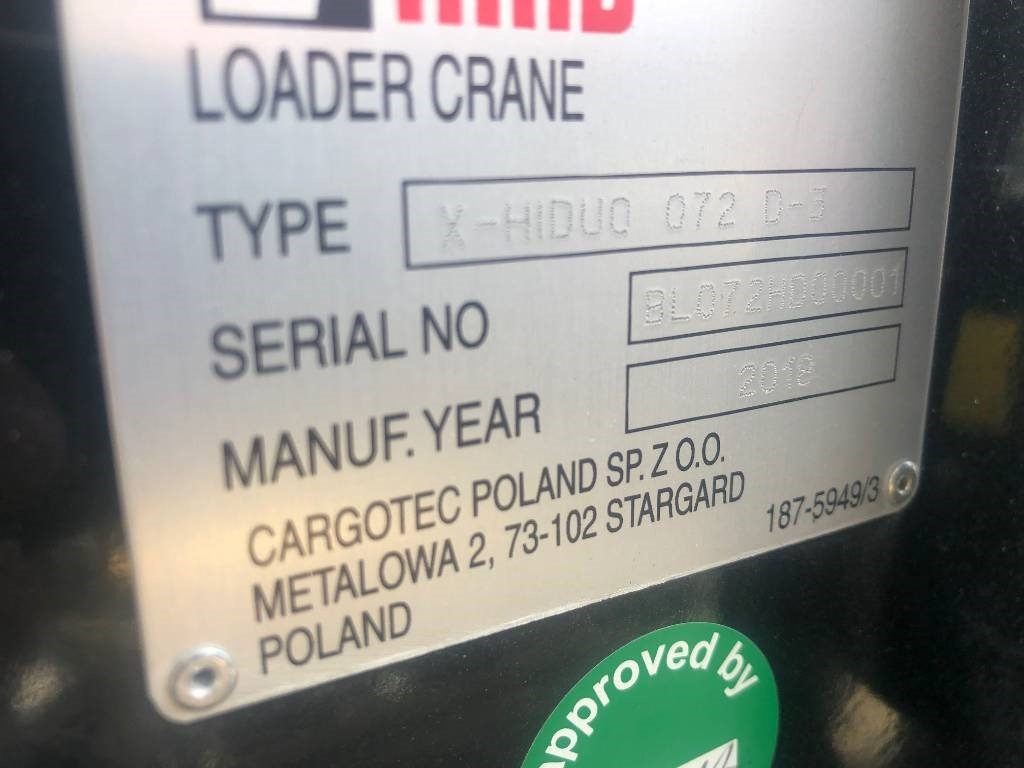 LOADER CRANE
TYPE X-HIDUO 072 D-3
SERIAL NO BL072HD00001
MANUF. YEAR 2018
CARGOTEC POLAND SP. Z O.O.
METALOWA 2, 73-102 STARGARD
POLAND
187-5949/3
Approved by